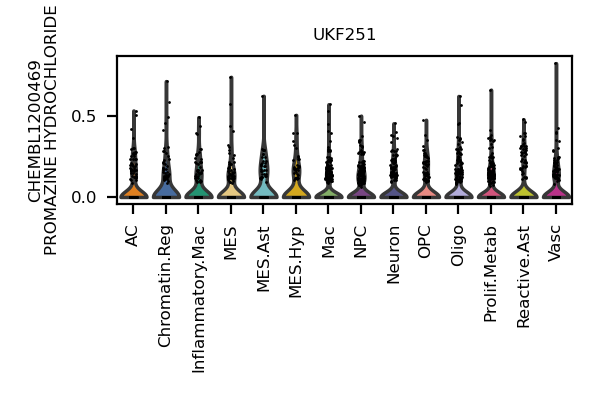 UKF251
CHEMBL1200469
PROMAZINE HYDROCHLORIDE
0.5
0.0
AC
Chromatin.Reg
Inflammatory.Mac
MES
MES.Ast
MES.Hyp
Mac
NPC
Neuron
OPC
Oligo
Prolif.Metab
Reactive.Ast
Vasc